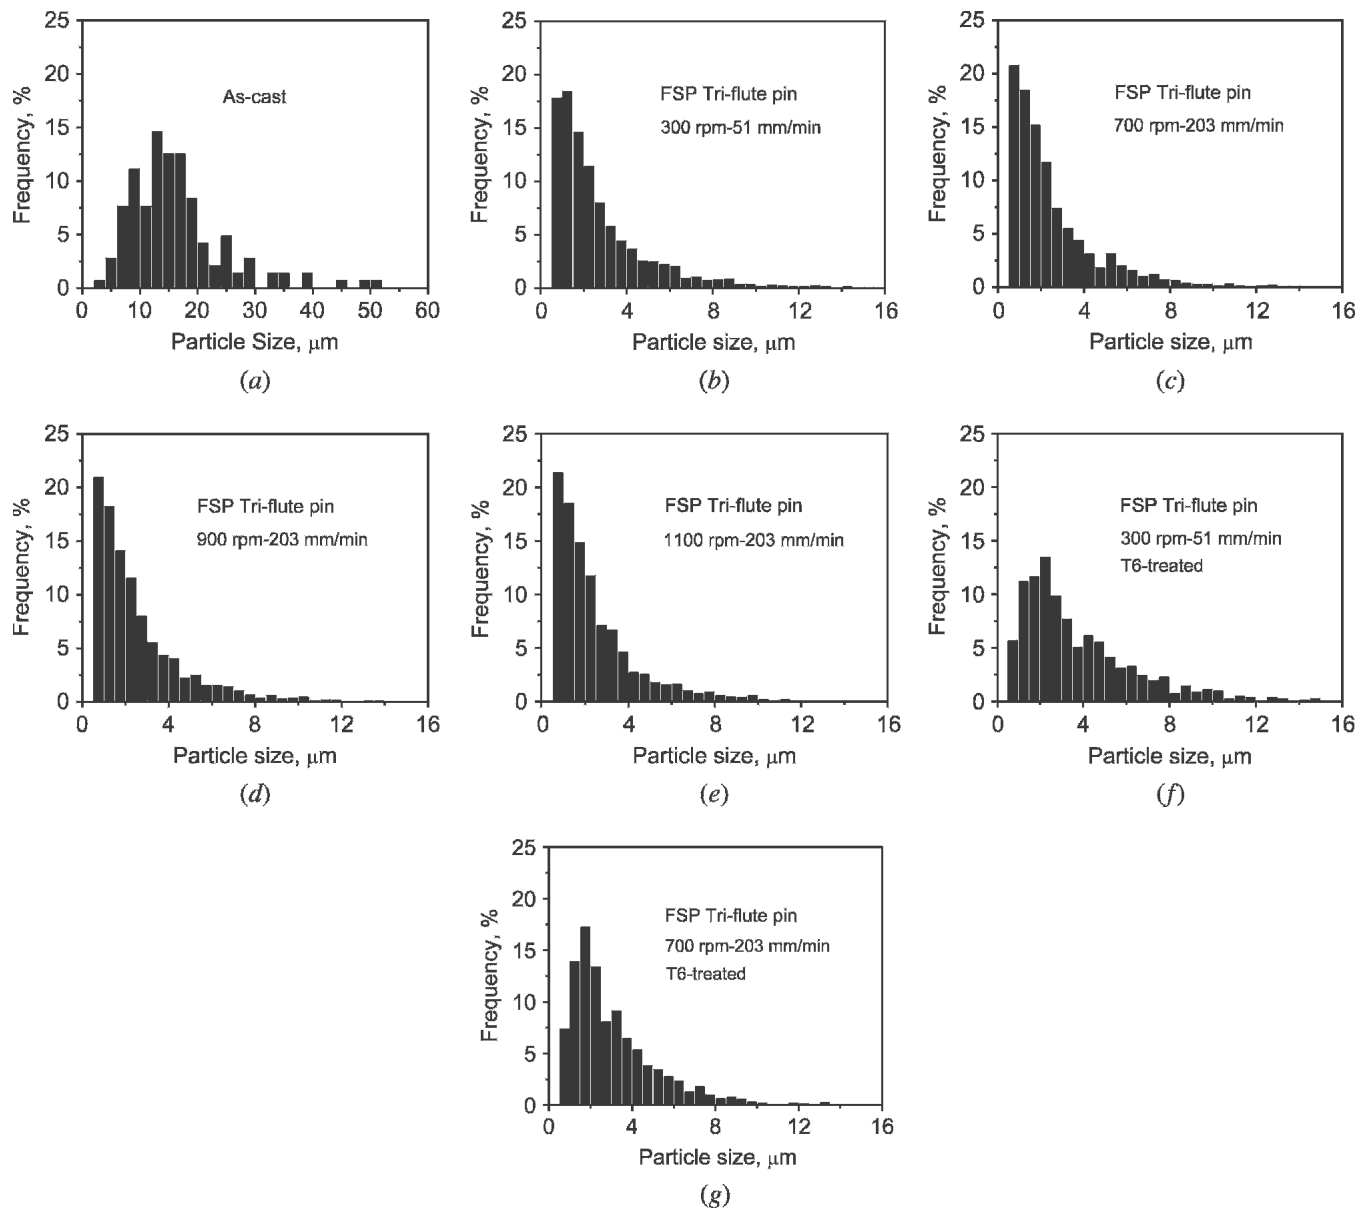 25
20
15
10
5
0
Frequency, %
As-cast
0 10 20 30 40 50 60
Particle Size, μm
(a)
25
20
15
10
5
0
Frequency, %
FSP Tri-flute pin
300 rpm-51 mm/min
4 8 12 16
Particle size, μm
(b)
25
20
15
10
5
0
Frequency, %
FSP Tri-flute pin
700 rpm-203 mm/min
0 4 8 12 16
Particle size, μm
(c)
25
20
15
10
5
0
Frequency, %
FSP Tri-flute pin
900 rpm-203 mm/min
0 4 8 12 16
Particle size, μm
(d)
25
20
15
10
5
0
Frequency, %
FSP Tri-flute pin
1100 rpm-203 mm/min
0 4 8 12 16
Particle size, μm
(e)
25
20
15
10
5
0
Frequency, %
FSP Tri-flute pin
300 rpm-51 mm/min
T6-treated
0 4 8 12 16
Particle size, μm
(f)
25
20
15
10
5
0
Frequency, %
FSP Tri-flute pin
700 rpm-203 mm/min
T6-treated
0 4 8 12 16
Particle size, μm
(g)